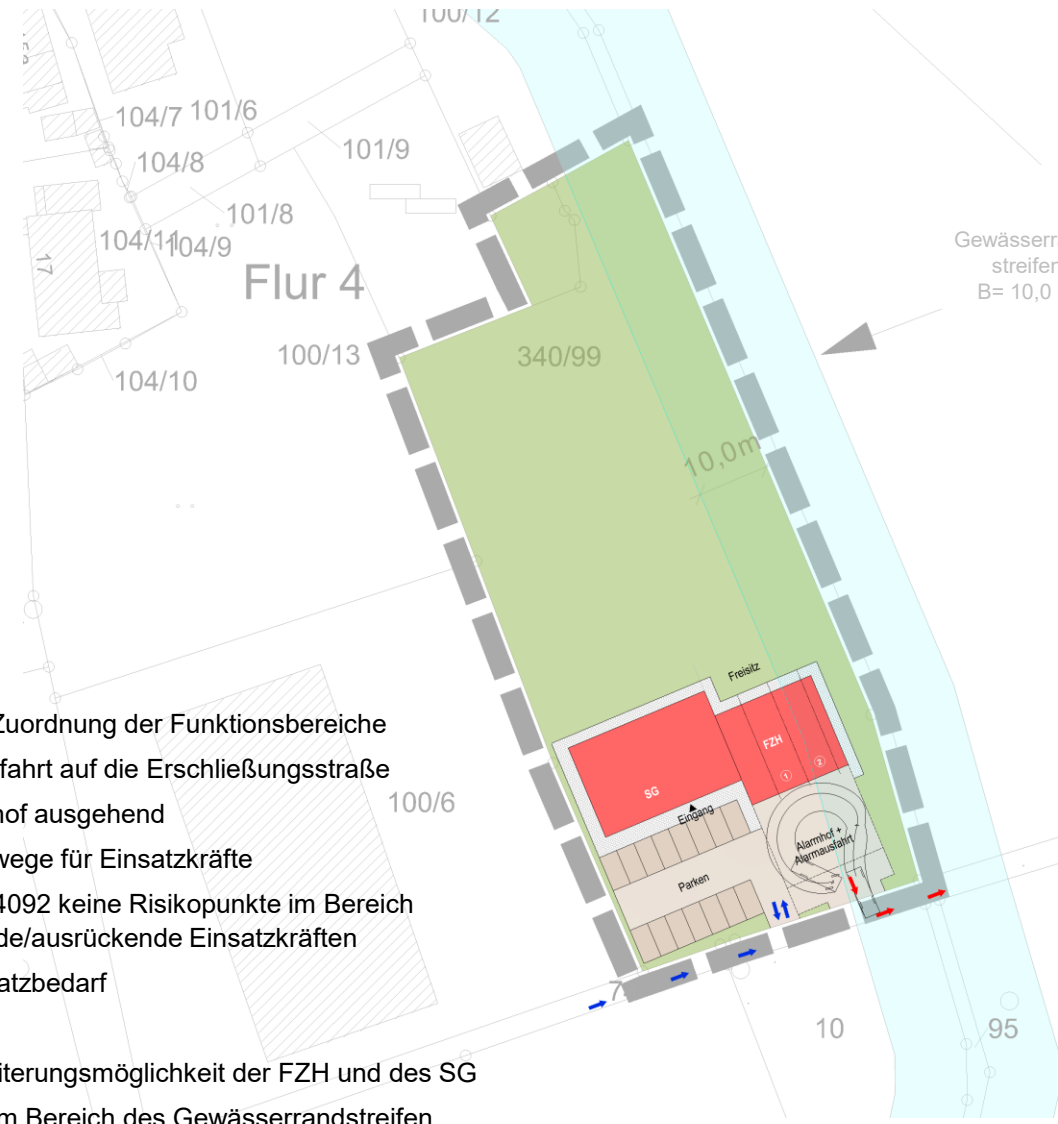 100/12
104/7
101/6
101/9
104/8
101/8
104/11
104/9
17
Flur 4
100/13
340/99
104/10
Gewässerr
streifer
B= 10,0
10,0m
Freisitz
FZH
1
2
SG
Eingang
Alarmhof +
Alarmausfahrt
Parken
100/6
7
10
95
Zuordnung der Funktionsbereiche
fahrt auf die Erschließungsstraße
hof ausgehend
wege für Einsatzkräfte
4092 keine Risikopunkte im Bereich
de/ausrückende Einsatzkräften
atzbedarf
iterungsmöglichkeit der FZH und des SG
m Bereich des Gewässerrandstreifen